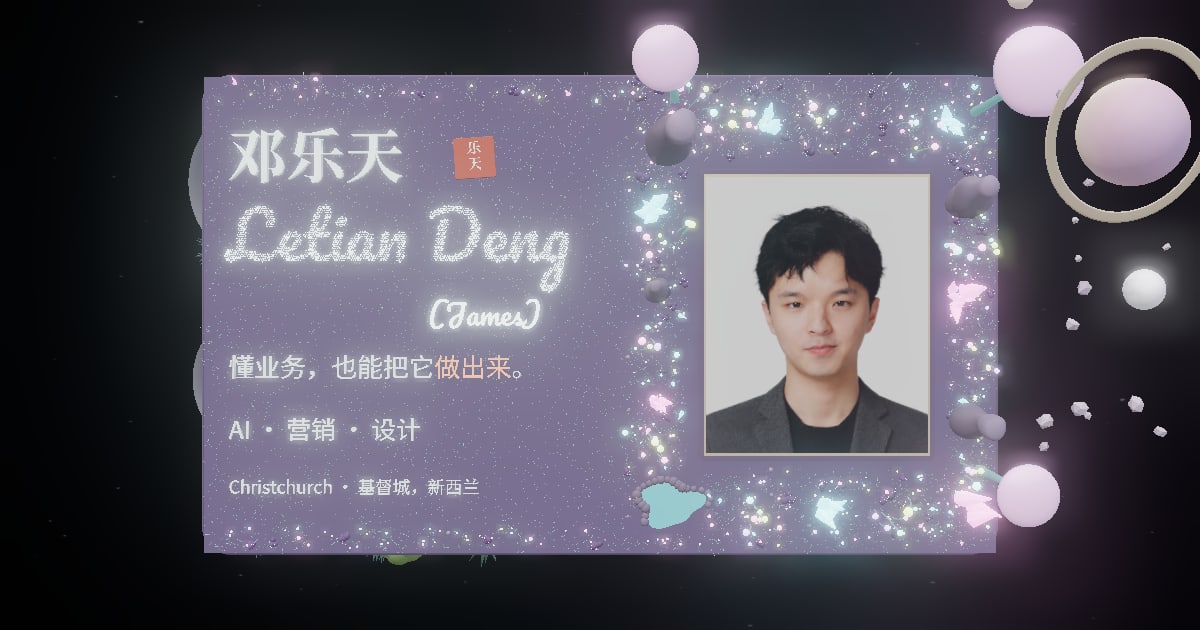 邓乐天
乐天
Letian Deng
(James)
懂业务，也能把它做出来。
AI · 营销 · 设计
Christchurch · 基督城，新西兰